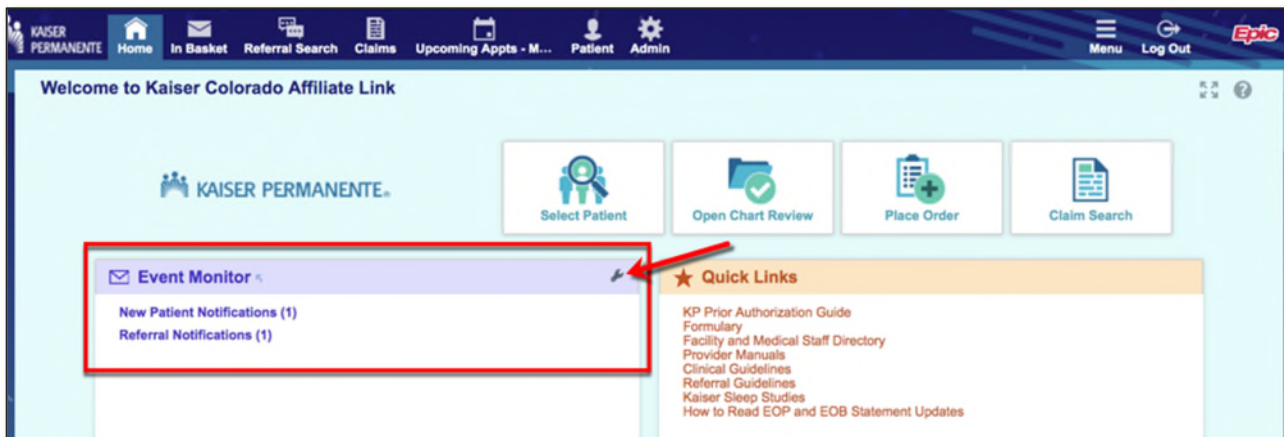 KAISER PERMANENTE
Home
In Basket
Referral Search
Claims
Upcoming Appts - M...
Patient
Admin
Menu
Log Out
Epic
Welcome to Kaiser Colorado Affiliate Link
?
KAISER PERMANENTE®
Select Patient
Open Chart Review
Place Order
Claim Search
Event Monitor
New Patient Notifications (1)
Referral Notifications (1)
Quick Links
KP Prior Authorization Guide
Formulary
Facility and Medical Staff Directory
Provider Manuals
Clinical Guidelines
Referral Guidelines
Kaiser Sleep Studies
How to Read EOP and EOB Statement Updates